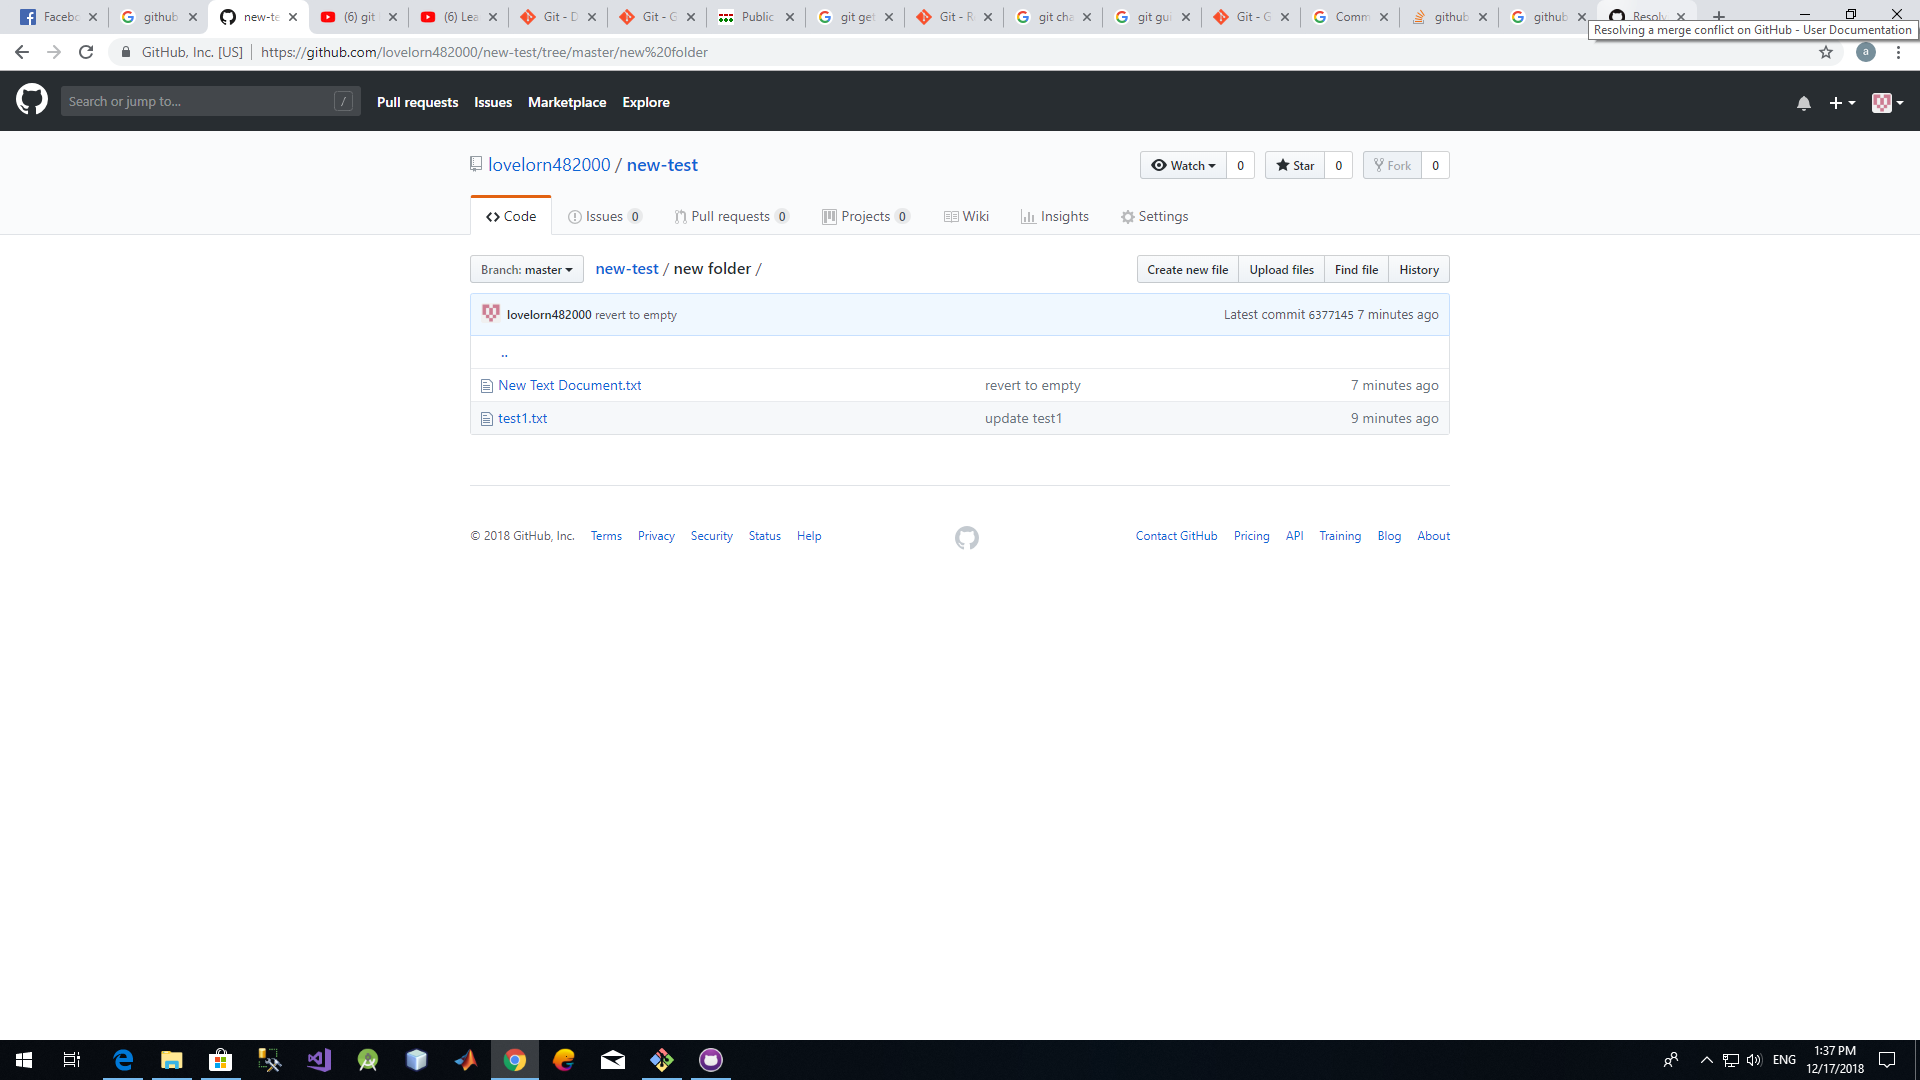 Facebo
github
new-te
(6) git
(6) Lea
Git - D
Git - G
Public
git get
Git - R
git cha
git gui
Git - G
Comm
github
github
Resolv
Resolving a merge conflict on GitHub - User Documentation
GitHub, Inc. [US]
https://github.com/lovelorn482000/new-test/tree/master/new%20folder
a
Search or jump to...
/
Pull requests
Issues
Marketplace
Explore
lovelorn482000 / new-test
Watch 0
Star 0
Fork 0
Code
Issues 0
Pull requests 0
Projects 0
Wiki
Insights
Settings
Branch: master
new-test / new folder /
Create new file
Upload files
Find file
History
lovelorn482000 revert to empty
Latest commit 6377145 7 minutes ago
..
New Text Document.txt revert to empty 7 minutes ago
test1.txt update test1 9 minutes ago
© 2018 GitHub, Inc. Terms Privacy Security Status Help
Contact GitHub Pricing API Training Blog About
ENG
1:37 PM
12/17/2018